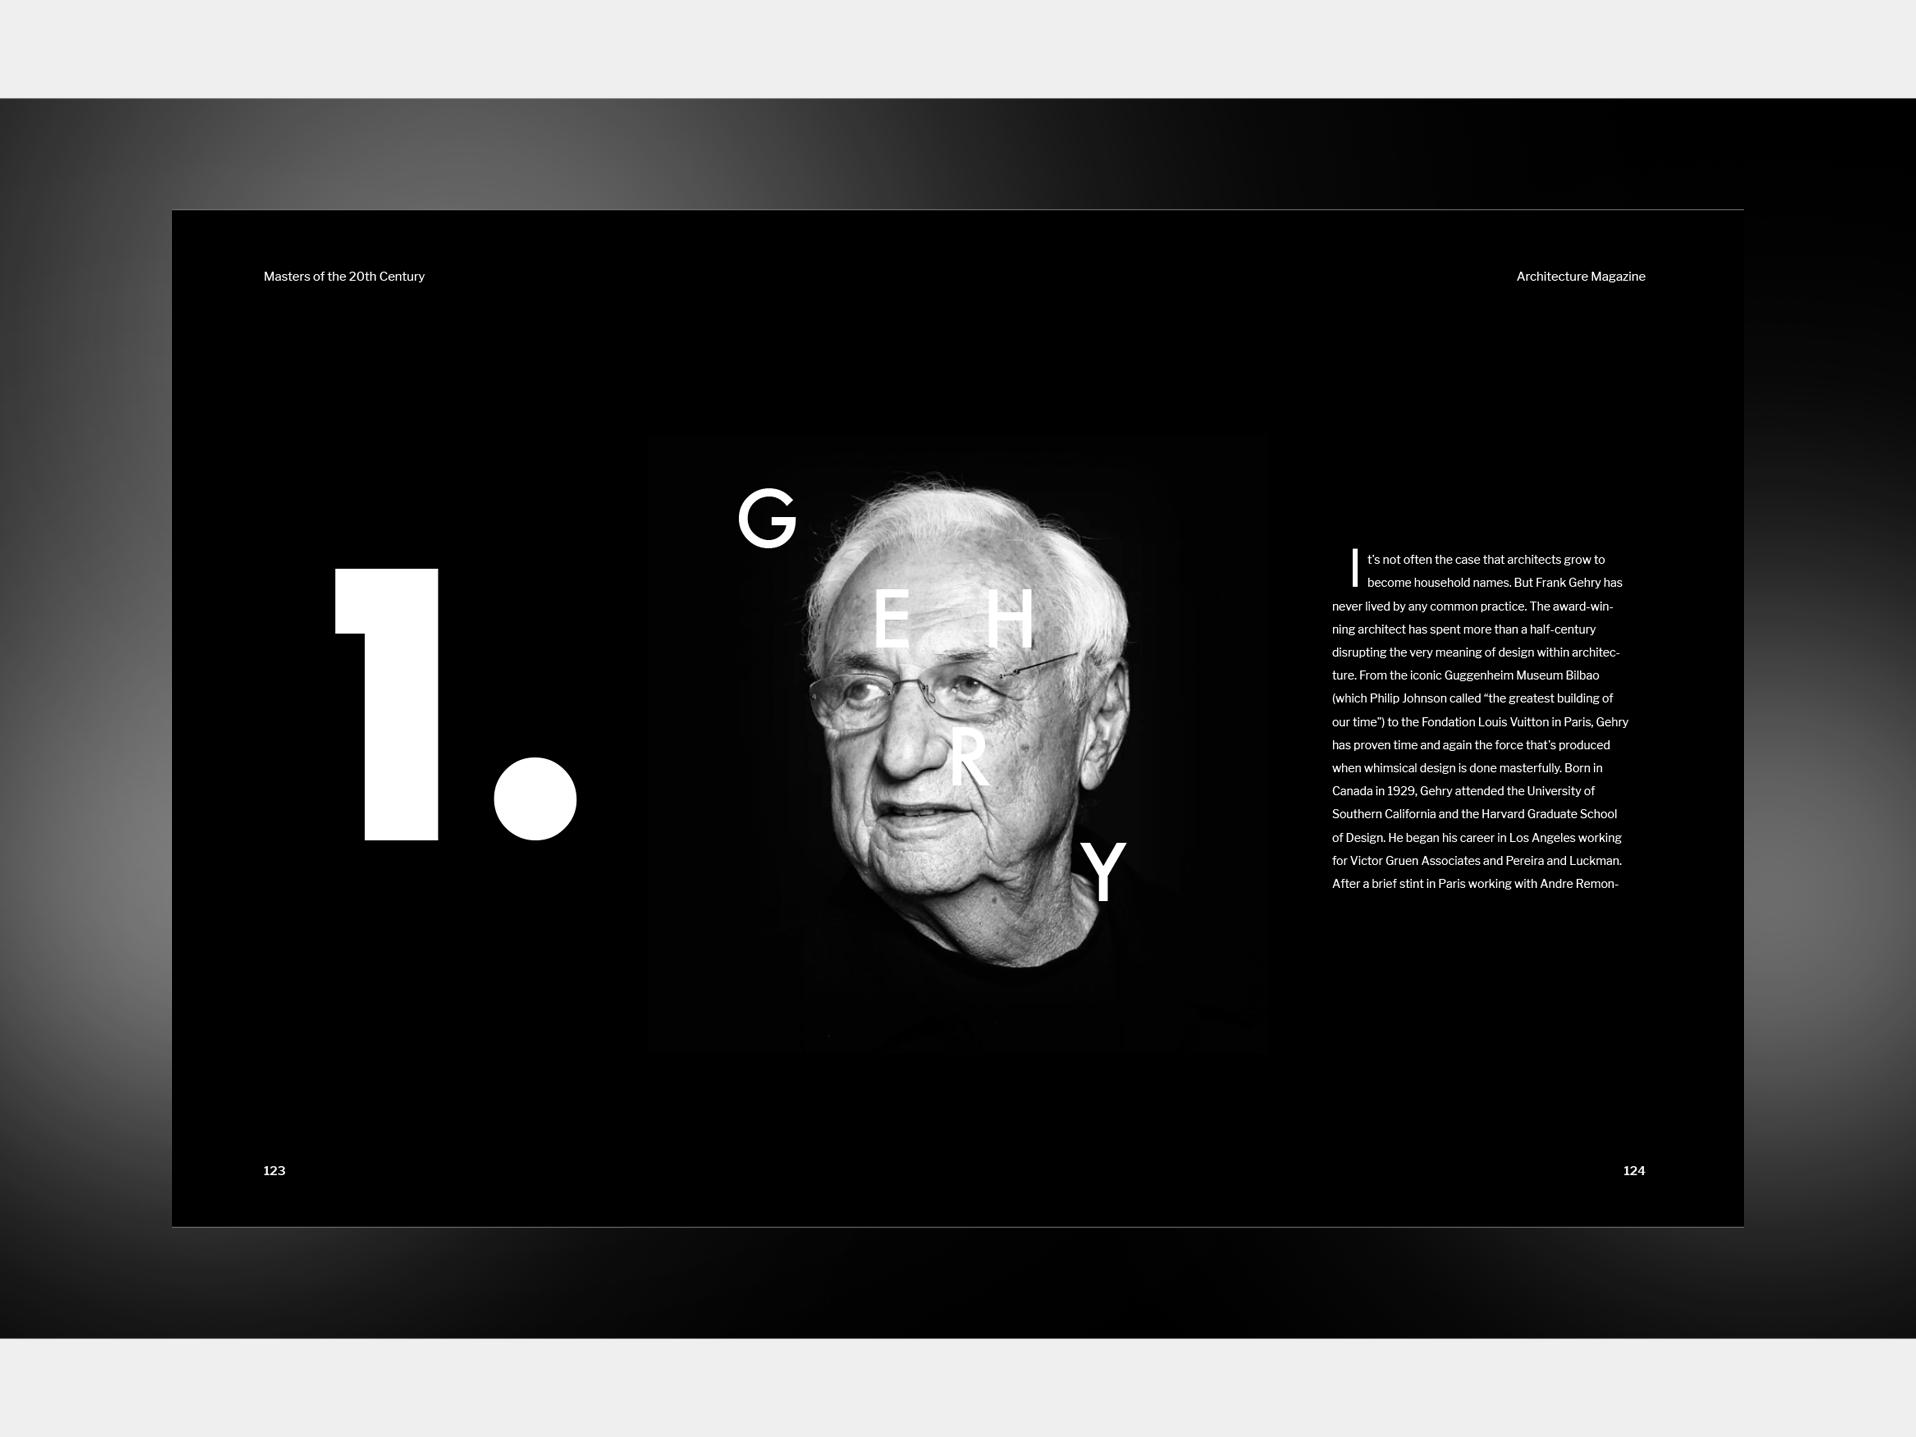 Masters of the 20th Century
Architecture Magazine
1.
G
E H
R
Y
It's not often the case that architects grow to
become household names. But Frank Gehry has
never lived by any common practice. The award-win-
ning architect has spent more than a half-century
disrupting the very meaning of design within architec-
ture. From the iconic Guggenheim Museum Bilbao
(which Philip Johnson called “the greatest building of
our time”) to the Fondation Louis Vuitton in Paris, Gehry
has proven time and again the force that's produced
when whimsical design is done masterfully. Born in
Canada in 1929, Gehry attended the University of
Southern California and the Harvard Graduate School
of Design. He began his career in Los Angeles working
for Victor Gruen Associates and Pereira and Luckman.
After a brief stint in Paris working with Andre Remon-
123
124